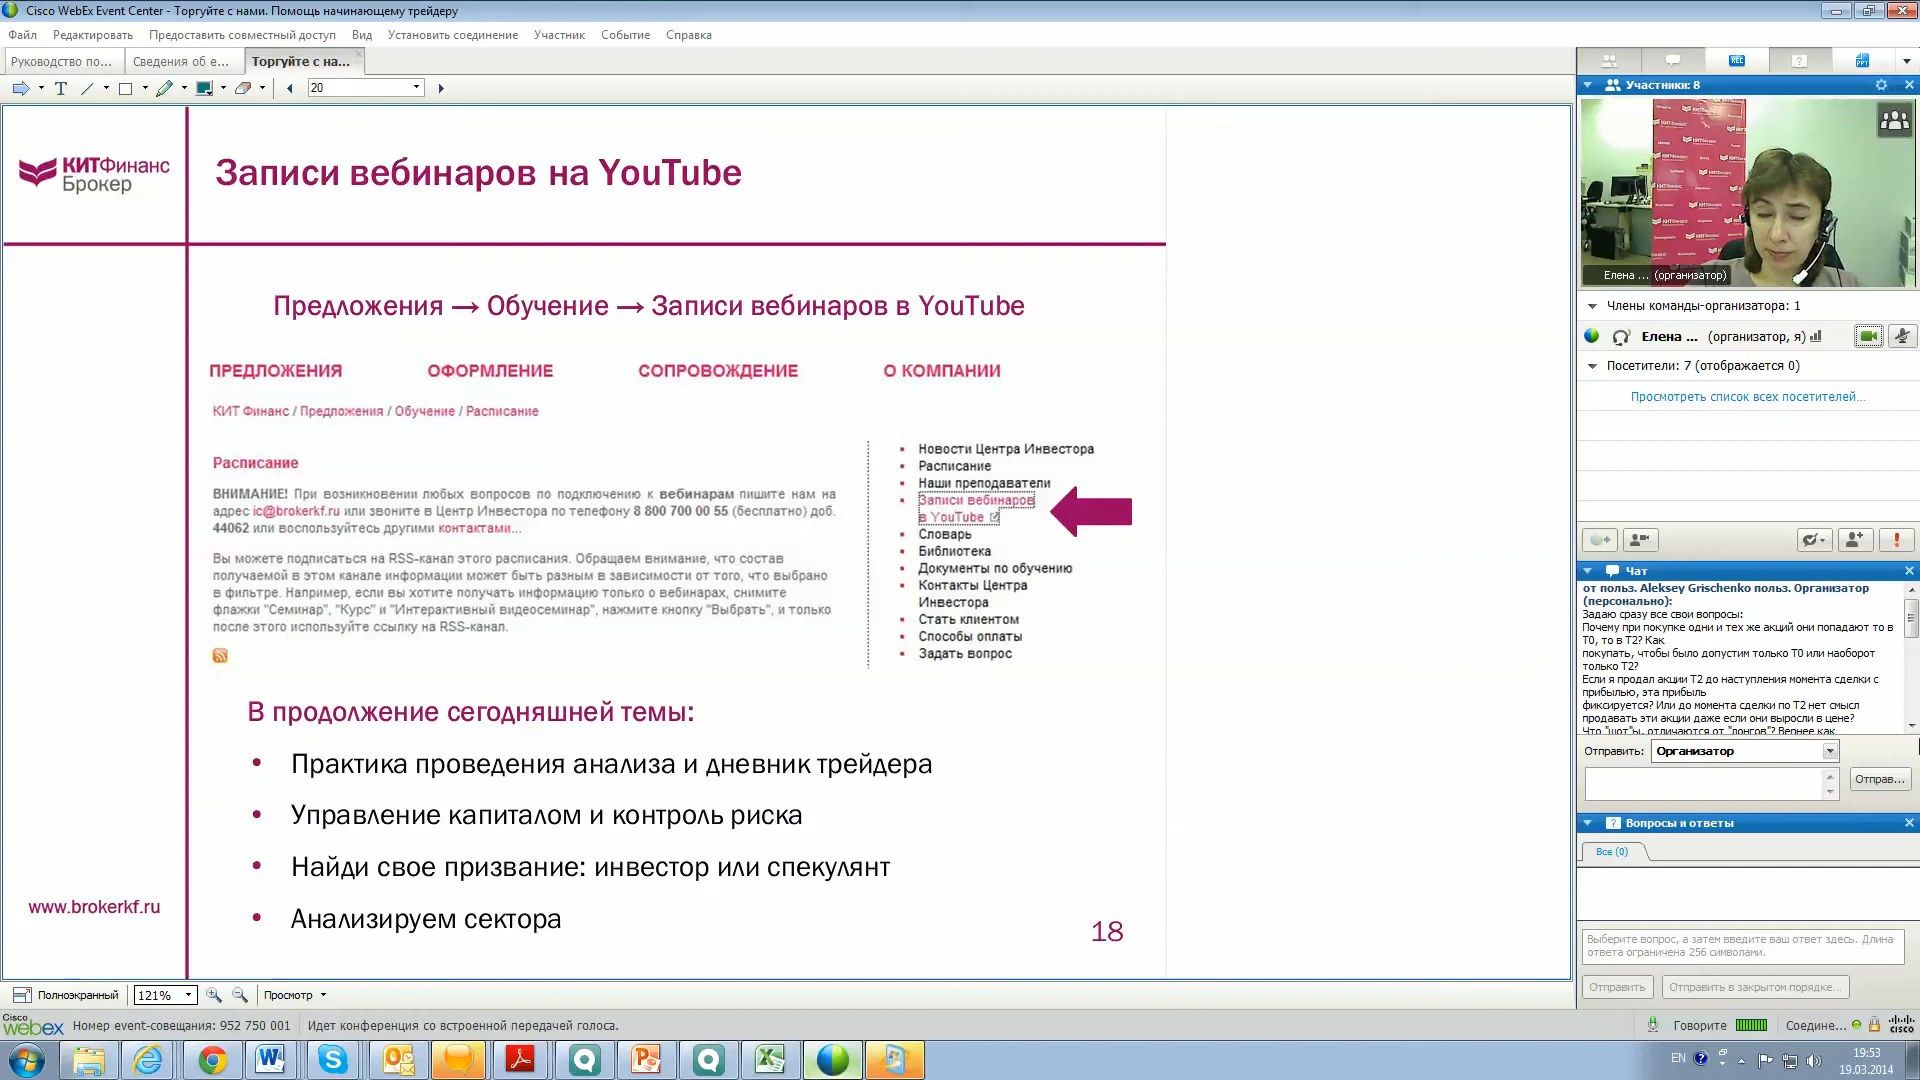 Cisco WebEx Event Center - Торгуйте с нами. Помощь начинающему трейдеру
Файл Редактировать Предоставить совместный доступ Вид Установить соединение Участник Событие Справка
Руководство по... Сведения об е... Торгуйте с на...
20
КИТФинанс
Брокер
Записи вебинаров на YouTube
Предложения → Обучение → Записи вебинаров в YouTube
ПРЕДЛОЖЕНИЯ ОФОРМЛЕНИЕ СОПРОВОЖДЕНИЕ О КОМПАНИИ
КИТ Финанс / Предложения / Обучение / Расписание
Расписание
ВНИМАНИЕ! При возникновении любых вопросов по подключению к вебинарам пишите нам на
адрес ic@brokerkf.ru или звоните в Центр Инвестора по телефону 8 800 700 00 55 (бесплатно) доб.
44062 или воспользуйтесь другими контактами...
Вы можете подписаться на RSS-канал этого расписания. Обращаем внимание, что состав
получаемой в этом канале информации может быть разным в зависимости от того, что выбрано
в фильтре. Например, если вы хотите получать информацию только о вебинарах, снимите
флажки "Семинар", "Курс" и "Интерактивный видеосеминар", нажмите кнопку "Выбрать", и только
после этого используйте ссылку на RSS-канал.
Новости Центра Инвестора
Расписание
Наши преподаватели
Записи вебинаров
в YouTube
Словарь
Библиотека
Документы по обучению
Контакты Центра
Инвестора
Стать клиентом
Способы оплаты
Задать вопрос
В продолжение сегодняшней темы:
• Практика проведения анализа и дневник трейдера
• Управление капиталом и контроль риска
• Найди свое призвание: инвестор или спекулянт
• Анализируем сектора
www.brokerkf.ru
18
REC
PPT
Участники: 8
Елена ... (организатор)
Члены команды-организатора: 1
Елена ... (организатор, я)
Посетители: 7 (отображается 0)
Просмотреть список всех посетителей...
Чат
от польз. Aleksey Grischenko польз. Организатор
(персонально):
Задаю сразу все свои вопросы:
Почему при покупке одни и тех же акций они попадают то в
Т0, то в Т2? Как
покупать, чтобы было допустим только Т0 или наоборот
только Т2?
Если я продал акции Т2 до наступления момента сделки с
прибылью, эта прибыль
фиксируется? Или до момента сделки по Т2 нет смысл
продавать эти акции даже если они выросли в цене?
Что "шот"ы, отличаются от "лонгов"? Вернее как
Отправить: Организатор
Отправ...
Вопросы и ответы
Все (0)
Выберите вопрос, а затем введите ваш ответ здесь. Длина
ответа ограничена 256 символами.
Отправить Отправить в закрытом порядке...
Полноэкранный 121% Просмотр
Cisco
webex Номер event-совещания: 952 750 001 Идет конференция со встроенной передачей голоса.
Говорите Соедине... cisco
EN
19:53
19.03.2014